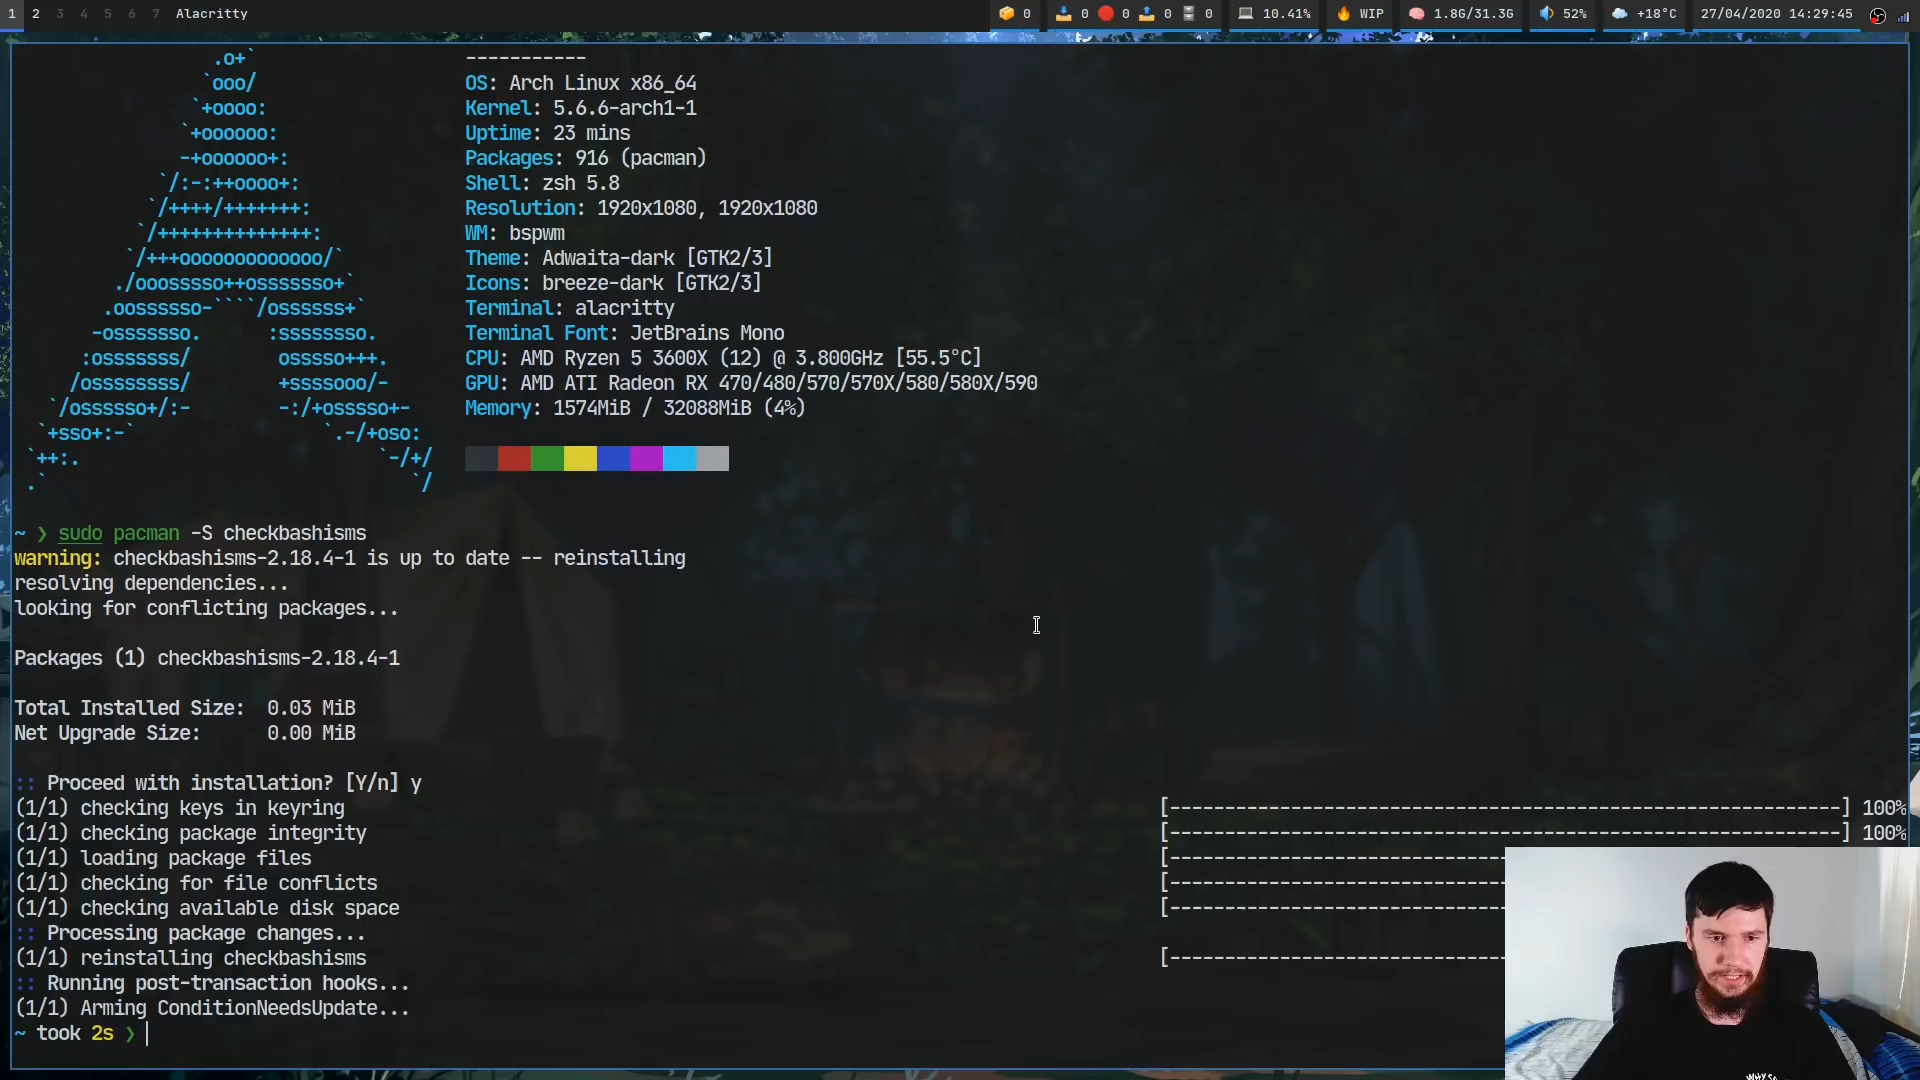 1 2 3 4 5 6 7 Alacritty 0 0 0 0 0 10.41% WIP 1.8G/31.3G 52% +18°C 27/04/2020 14:29:45
-----------
OS: Arch Linux x86_64
Kernel: 5.6.6-arch1-1
Uptime: 23 mins
Packages: 916 (pacman)
Shell: zsh 5.8
Resolution: 1920x1080, 1920x1080
WM: bspwm
Theme: Adwaita-dark [GTK2/3]
Icons: breeze-dark [GTK2/3]
Terminal: alacritty
Terminal Font: JetBrains Mono
CPU: AMD Ryzen 5 3600X (12) @ 3.800GHz [55.5°C]
GPU: AMD ATI Radeon RX 470/480/570/570X/580/580X/590
Memory: 1574MiB / 32088MiB (4%)
~ ❯ sudo pacman -S checkbashisms
warning: checkbashisms-2.18.4-1 is up to date -- reinstalling
resolving dependencies...
looking for conflicting packages...
Packages (1) checkbashisms-2.18.4-1
Total Installed Size:  0.03 MiB
Net Upgrade Size:      0.00 MiB
:: Proceed with installation? [Y/n] y
(1/1) checking keys in keyring [-------------------------------------------------------------] 100%
(1/1) checking package integrity [-------------------------------------------------------------] 100%
(1/1) loading package files [-------------------------------
(1/1) checking for file conflicts [-------------------------------
(1/1) checking available disk space [-------------------------------
:: Processing package changes...
(1/1) reinstalling checkbashisms [-------------------------------
:: Running post-transaction hooks...
(1/1) Arming ConditionNeedsUpdate...
~ took 2s ❯